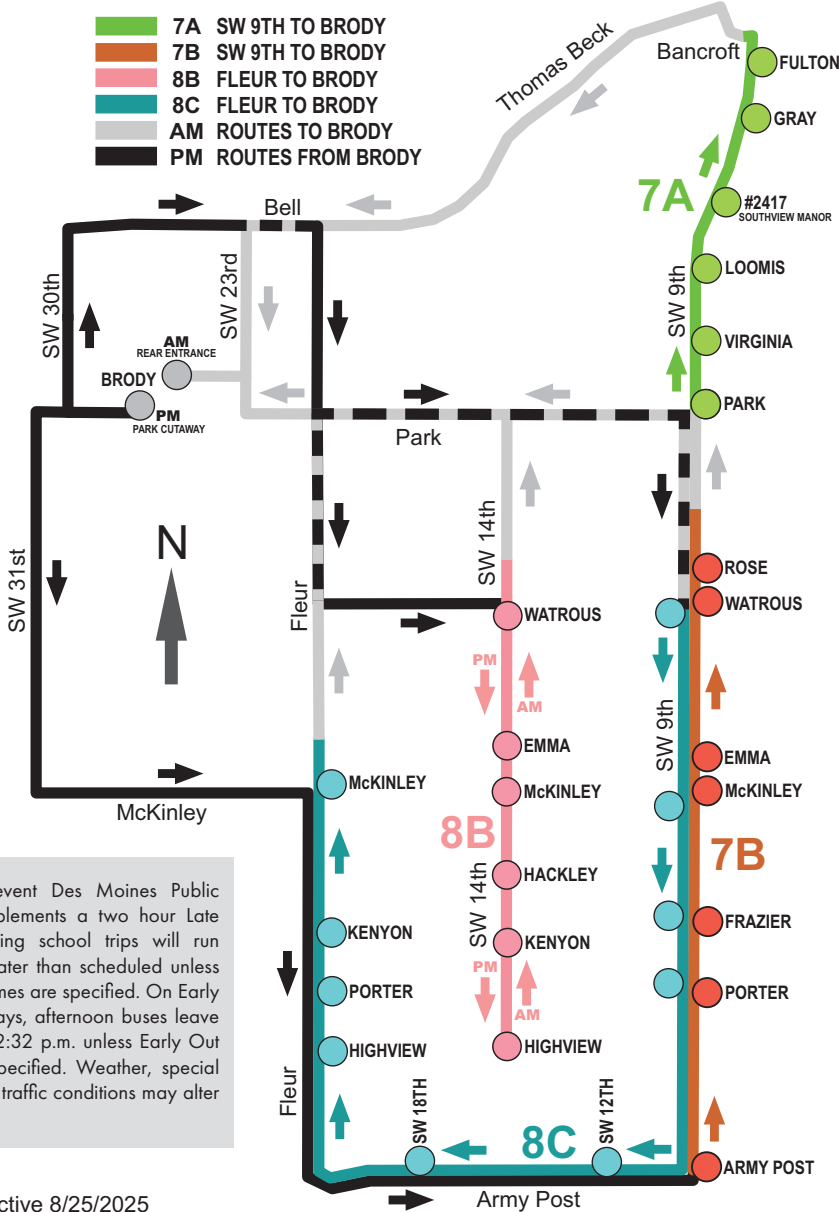 7A SW 9TH TO BRODY
7B SW 9TH TO BRODY
8B FLEUR TO BRODY
8C FLEUR TO BRODY
AM ROUTES TO BRODY
PM ROUTES FROM BRODY
Thomas Beck
Bancroft
FULTON
GRAY
7A
#2417
SOUTHVIEW MANOR
LOOMIS
SW 9th
VIRGINIA
PARK
Bell
SW 30th
SW 23rd
AM
REAR ENTRANCE
BRODY
PM
PARK CUTAWAY
Park
N
SW 31st
Fleur
SW 14th
ROSE
WATROUS
WATROUS
PM
AM
SW 9th
EMMA
EMMA
McKINLEY
McKINLEY
McKINLEY
McKinley
8B
7B
HACKLEY
SW 14th
FRAZIER
KENYON
KENYON
PM
AM
PORTER
PORTER
HIGHVIEW
HIGHVIEW
Fleur
SW 18TH
SW 12TH
8C
ARMY POST
Army Post
event Des Moines Public
plements a two hour Late
ing school trips will run
ater than scheduled unless
mes are specified. On Early
ays, afternoon buses leave
2:32 p.m. unless Early Out
pecified. Weather, special
traffic conditions may alter
ctive 8/25/2025